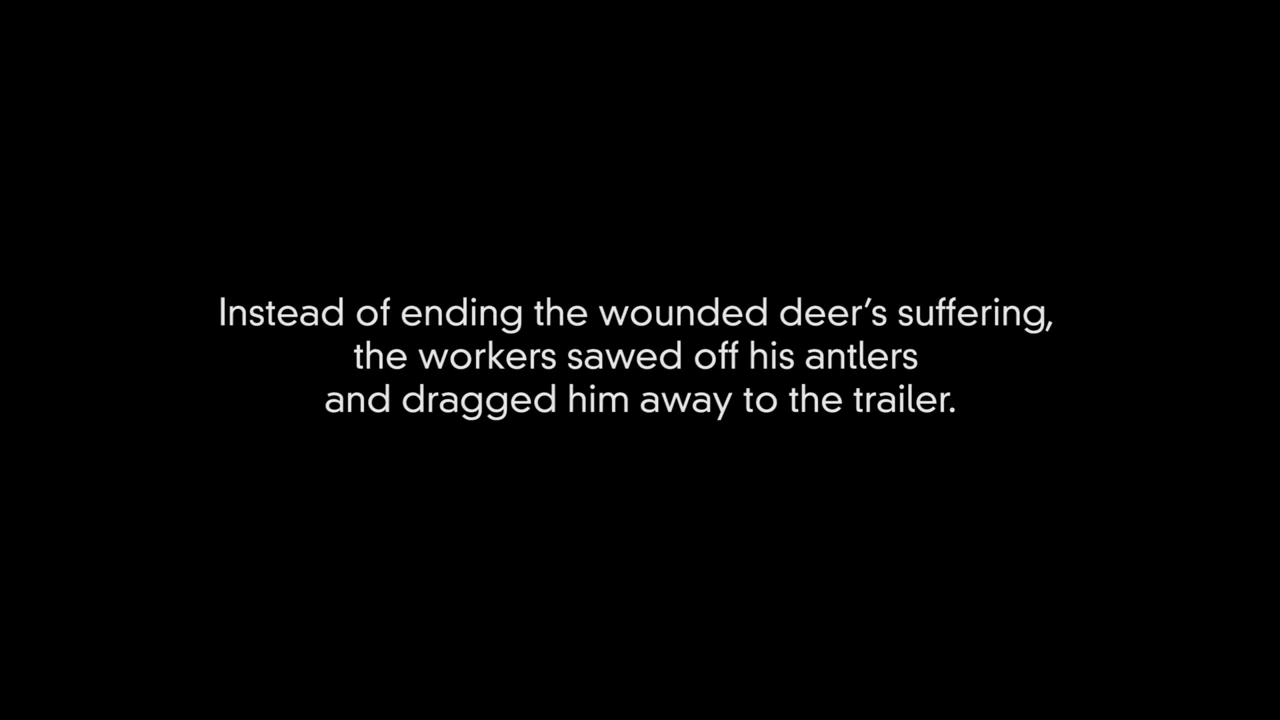 Instead of ending the wounded deer’s suffering,
the workers sawed off his antlers
and dragged him away to the trailer.